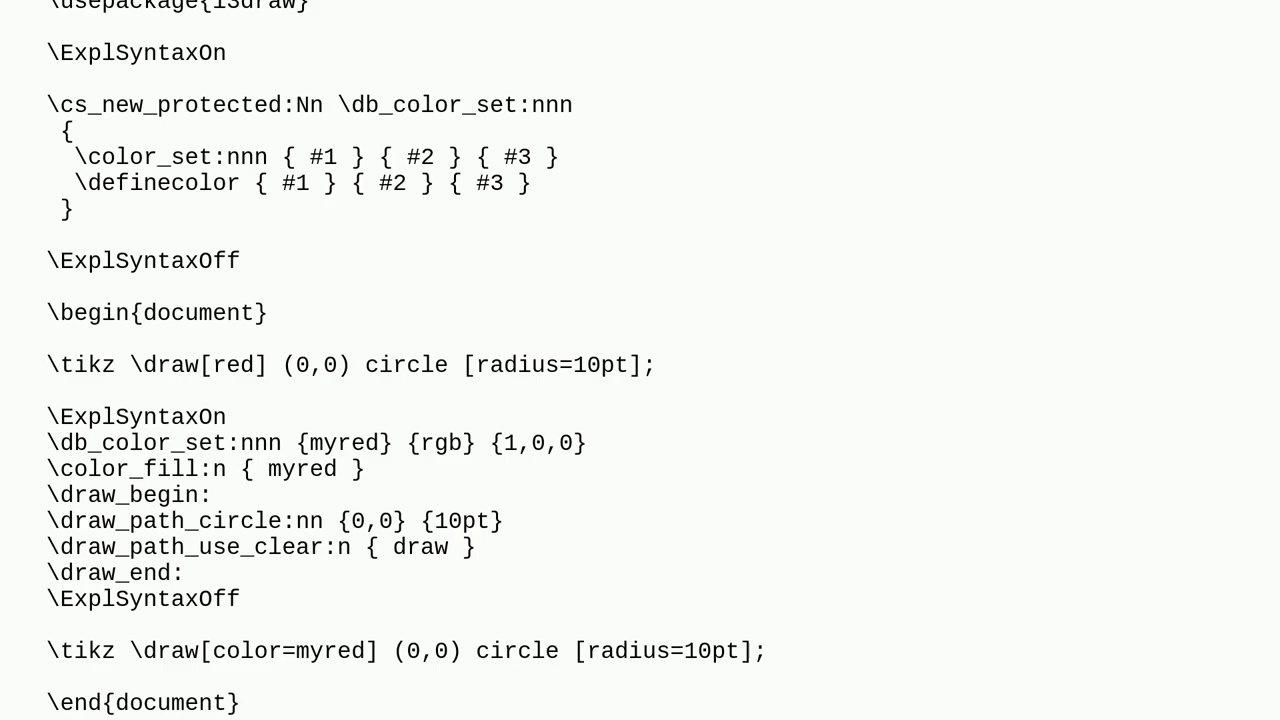 \usepackage{l3draw}
\ExplSyntaxOn
\cs_new_protected:Nn \db_color_set:nnn
{
\color_set:nnn { #1 } { #2 } { #3 }
\definecolor { #1 } { #2 } { #3 }
}
\ExplSyntaxOff
\begin{document}
\tikz \draw[red] (0,0) circle [radius=10pt];
\ExplSyntaxOn
\db_color_set:nnn {myred} {rgb} {1,0,0}
\color_fill:n { myred }
\draw_begin:
\draw_path_circle:nn {0,0} {10pt}
\draw_path_use_clear:n { draw }
\draw_end:
\ExplSyntaxOff
\tikz \draw[color=myred] (0,0) circle [radius=10pt];
\end{document}